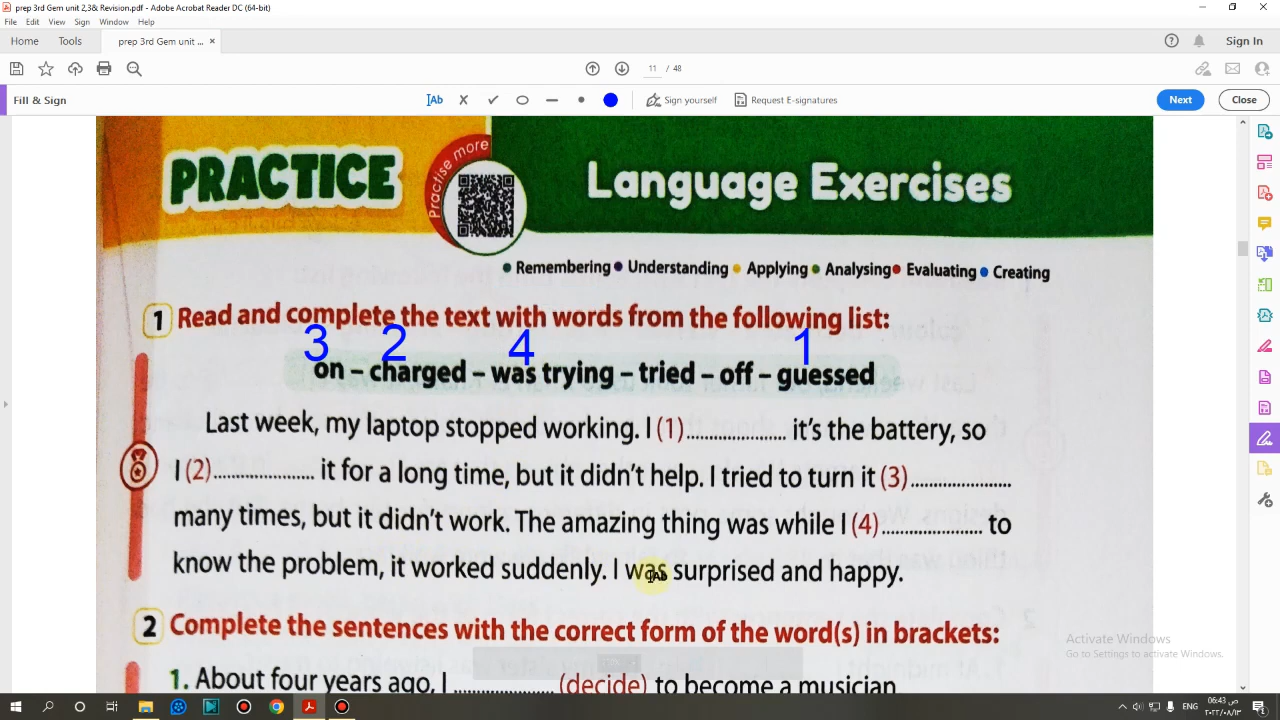 prep 3rd Gem unit 2,3& Revision.pdf - Adobe Acrobat Reader DC (64-bit)
File Edit View Sign Window Help
Home Tools prep 3rd Gem unit ... × Sign In
11 / 48
Fill & Sign Ab Sign yourself Request E-signatures Next Close
PRACTICE
Practise more
Language Exercises
Remembering Understanding Applying Analysing Evaluating Creating
1 Read and complete the text with words from the following list:
3 2 4 1
on – charged – was trying – tried – off – guessed
Last week, my laptop stopped working. I (1).................... it's the battery, so
I (2).................... it for a long time, but it didn't help. I tried to turn it (3)....................
many times, but it didn't work. The amazing thing was while I (4).................... to
know the problem, it worked suddenly. I was surprised and happy.
2 Complete the sentences with the correct form of the word(s) in brackets:
1. About four years ago, I .................... (decide) to become a musician
Activate Windows
Go to Settings to activate Windows.
ENG
06:43 ص
٢٠٢٢/٠٨/١٣